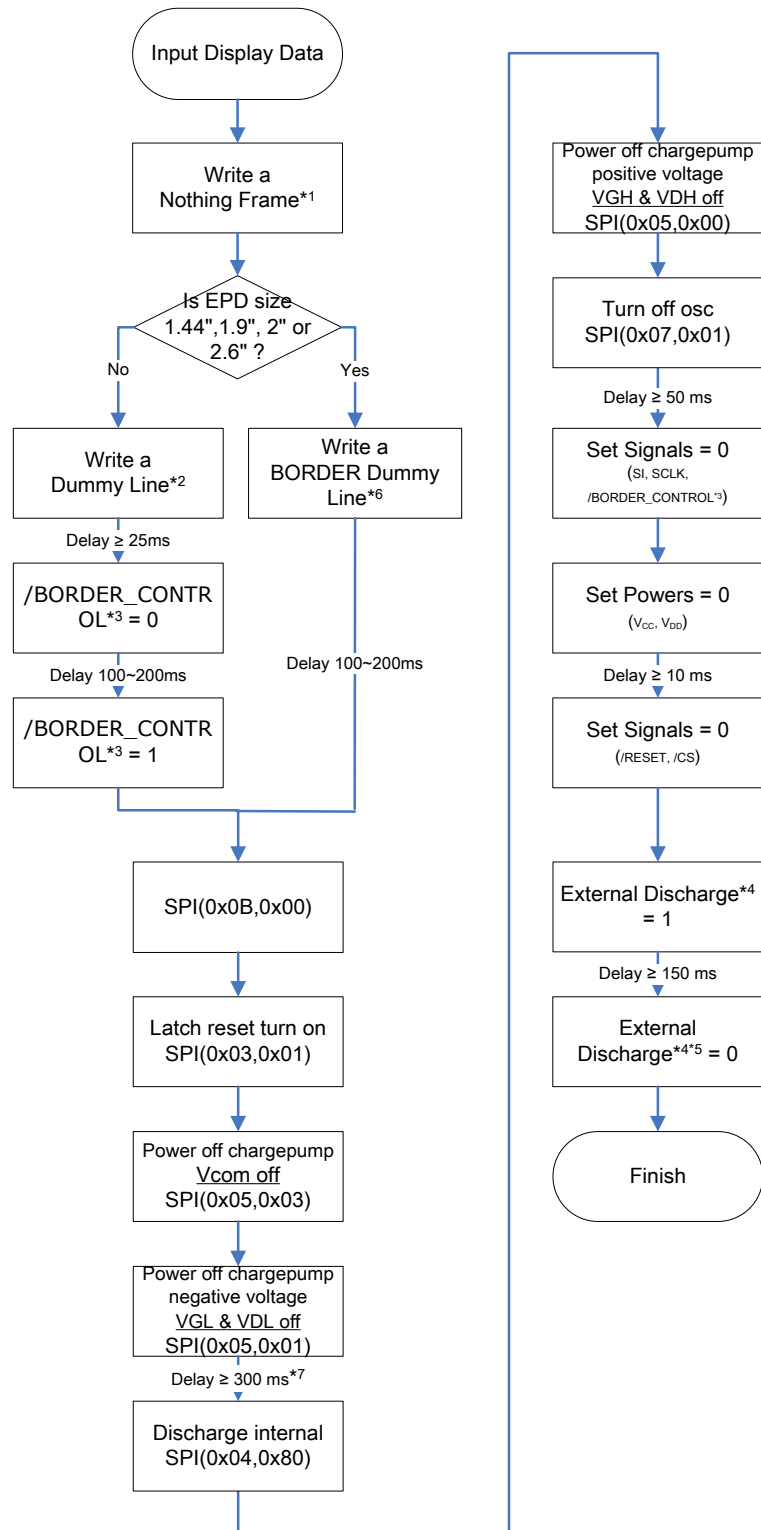 Input Display Data
Write a
Nothing Frame*1
Is EPD size
1.44",1.9", 2" or
2.6" ?
No
Yes
Write a
Dummy Line*2
Write a
BORDER Dummy
Line*6
Delay ≥ 25ms
/BORDER_CONTR
OL*3 = 0
Delay 100~200ms
Delay 100~200ms
/BORDER_CONTR
OL*3 = 1
SPI(0x0B,0x00)
Latch reset turn on
SPI(0x03,0x01)
Power off chargepump
Vcom off
SPI(0x05,0x03)
Power off chargepump
negative voltage
VGL & VDL off
SPI(0x05,0x01)
Delay ≥ 300 ms*7
Discharge internal
SPI(0x04,0x80)
Power off chargepump
positive voltage
VGH & VDH off
SPI(0x05,0x00)
Turn off osc
SPI(0x07,0x01)
Delay ≥ 50 ms
Set Signals = 0
(SI, SCLK,
/BORDER_CONTROL*3)
Set Powers = 0
(VCC, VDD)
Delay ≥ 10 ms
Set Signals = 0
(/RESET, /CS)
External Discharge*4
= 1
Delay ≥ 150 ms
External
Discharge*4*5 = 0
Finish